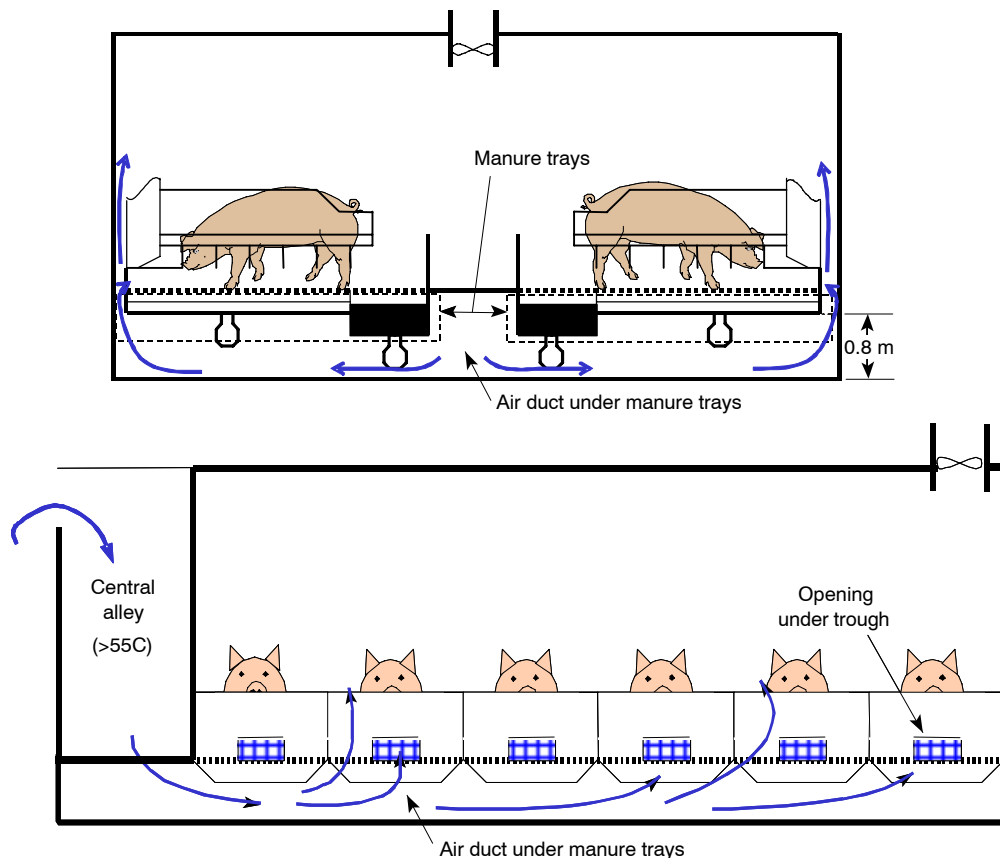 Manure trays
0.8 m
Air duct under manure trays
Central
alley
(>55C)
Opening
under trough
Air duct under manure trays